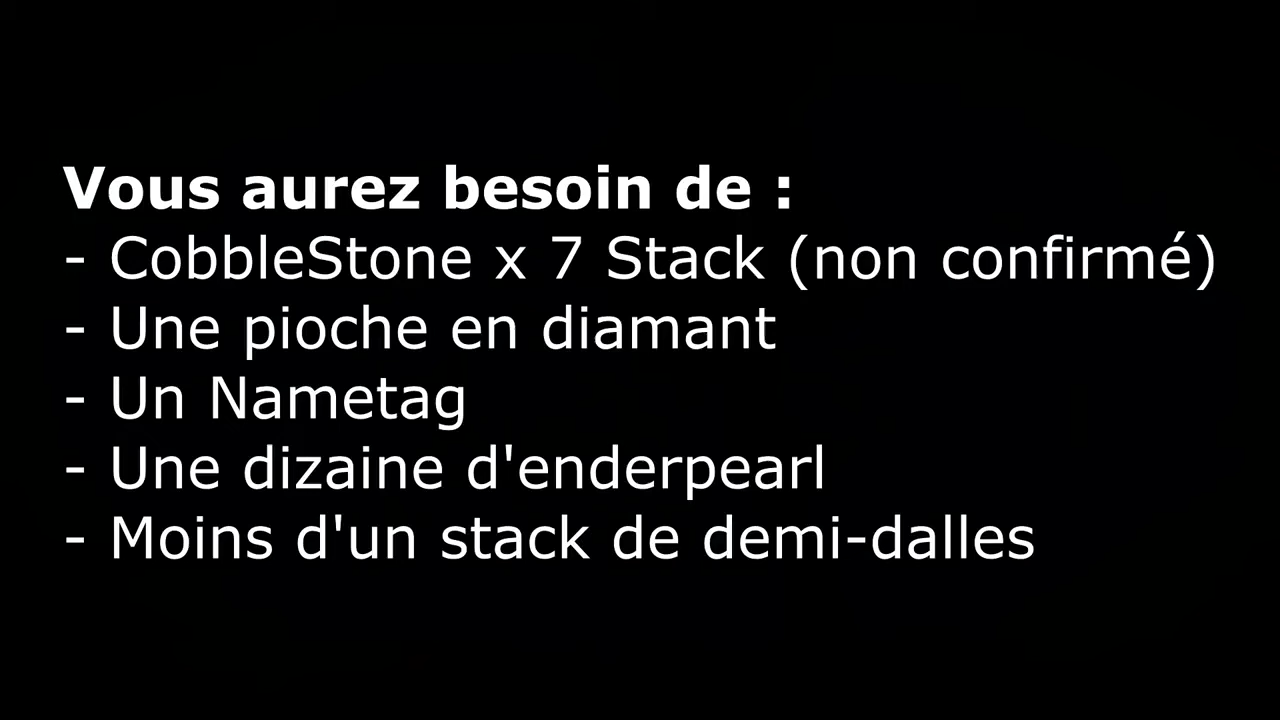 Vous aurez besoin de :
- CobbleStone x 7 Stack (non confirmé)
- Une pioche en diamant
- Un Nametag
- Une dizaine d'enderpearl
- Moins d'un stack de demi-dalles